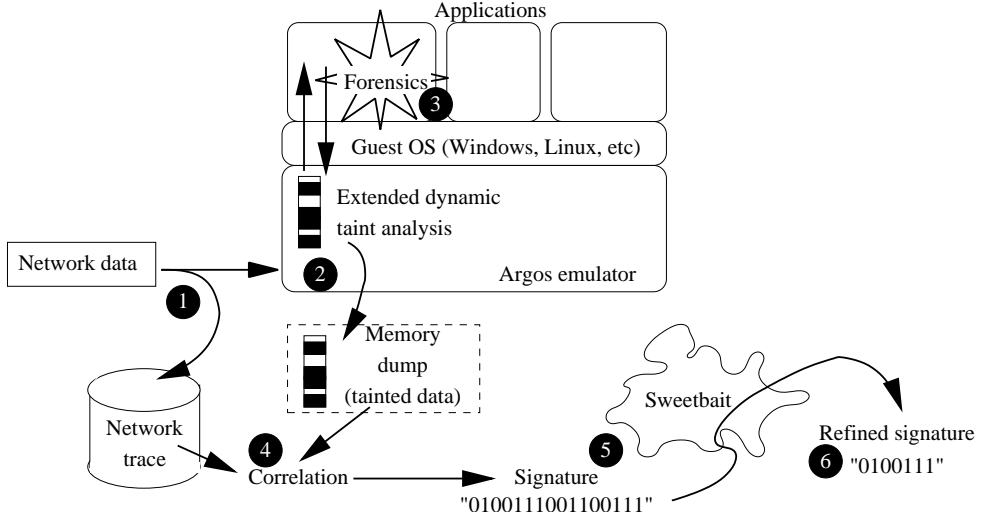 Applications
Forensics
3
Guest OS (Windows, Linux, etc)
Extended dynamic
taint analysis
Network data
2
Argos emulator
1
Memory
dump
(tainted data)
Network
trace
4
Correlation
Sweetbait
5
Signature
"0100111001100111"
Refined signature
6
"0100111"